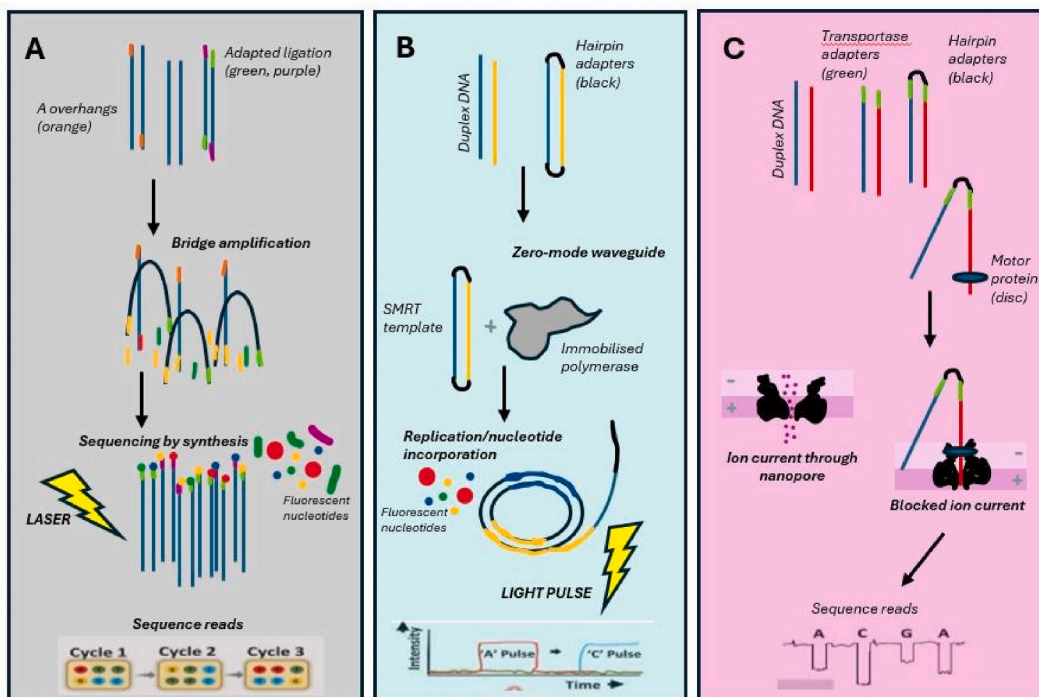 A
Adapted ligation
(green, purple)
A overhangs
(orange)
Bridge amplification
Sequencing by synthesis
Fluorescent
nucleotides
LASER
Sequence reads
Cycle 1
Cycle 2
Cycle 3
B
Hairpin
adapters
(black)
Duplex DNA
Zero-mode waveguide
SMRT
template
+
Immobilised
polymerase
Replication/nucleotide
incorporation
Fluorescent
nucleotides
LIGHT PULSE
Intensity
'A' Pulse
'C' Pulse
Time
C
Transportase
adapters
(green)
Hairpin
adapters
(black)
Duplex DNA
Motor
protein
(disc)
-
+
Ion current through
nanopore
-
+
Blocked ion current
Sequence reads
A C G A